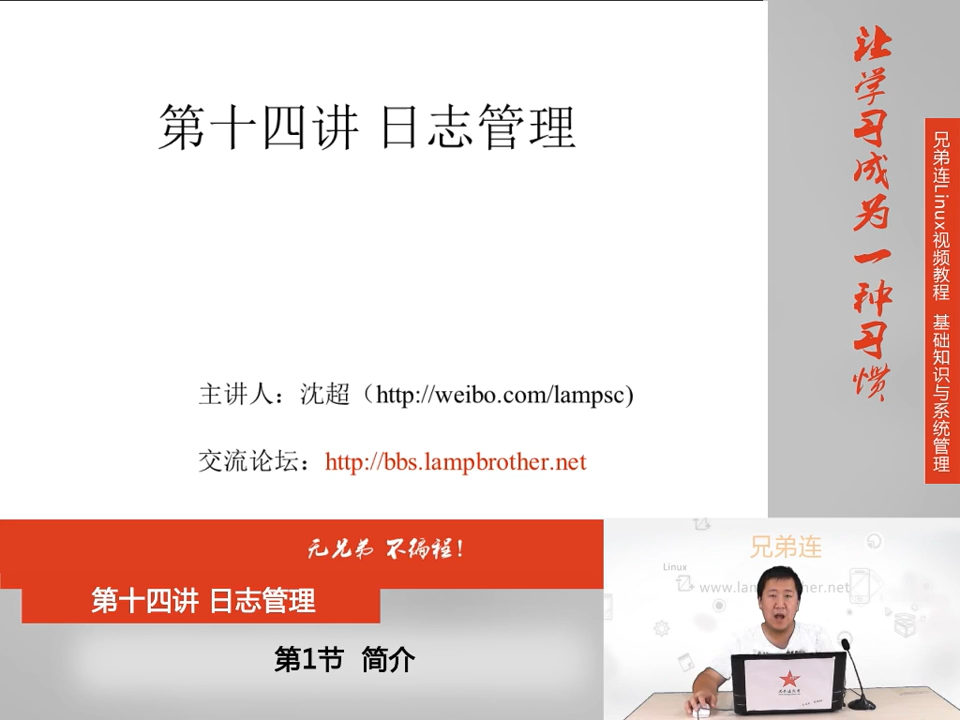 第十四讲 日志管理
主讲人：沈超（http://weibo.com/lampsc)
交流论坛：http://bbs.lampbrother.net
让学习成为一种习惯
兄弟连Linux视频教程 基础知识与系统管理
无兄弟 不编程！
第十四讲 日志管理
第1节 简介
兄弟连
Linux